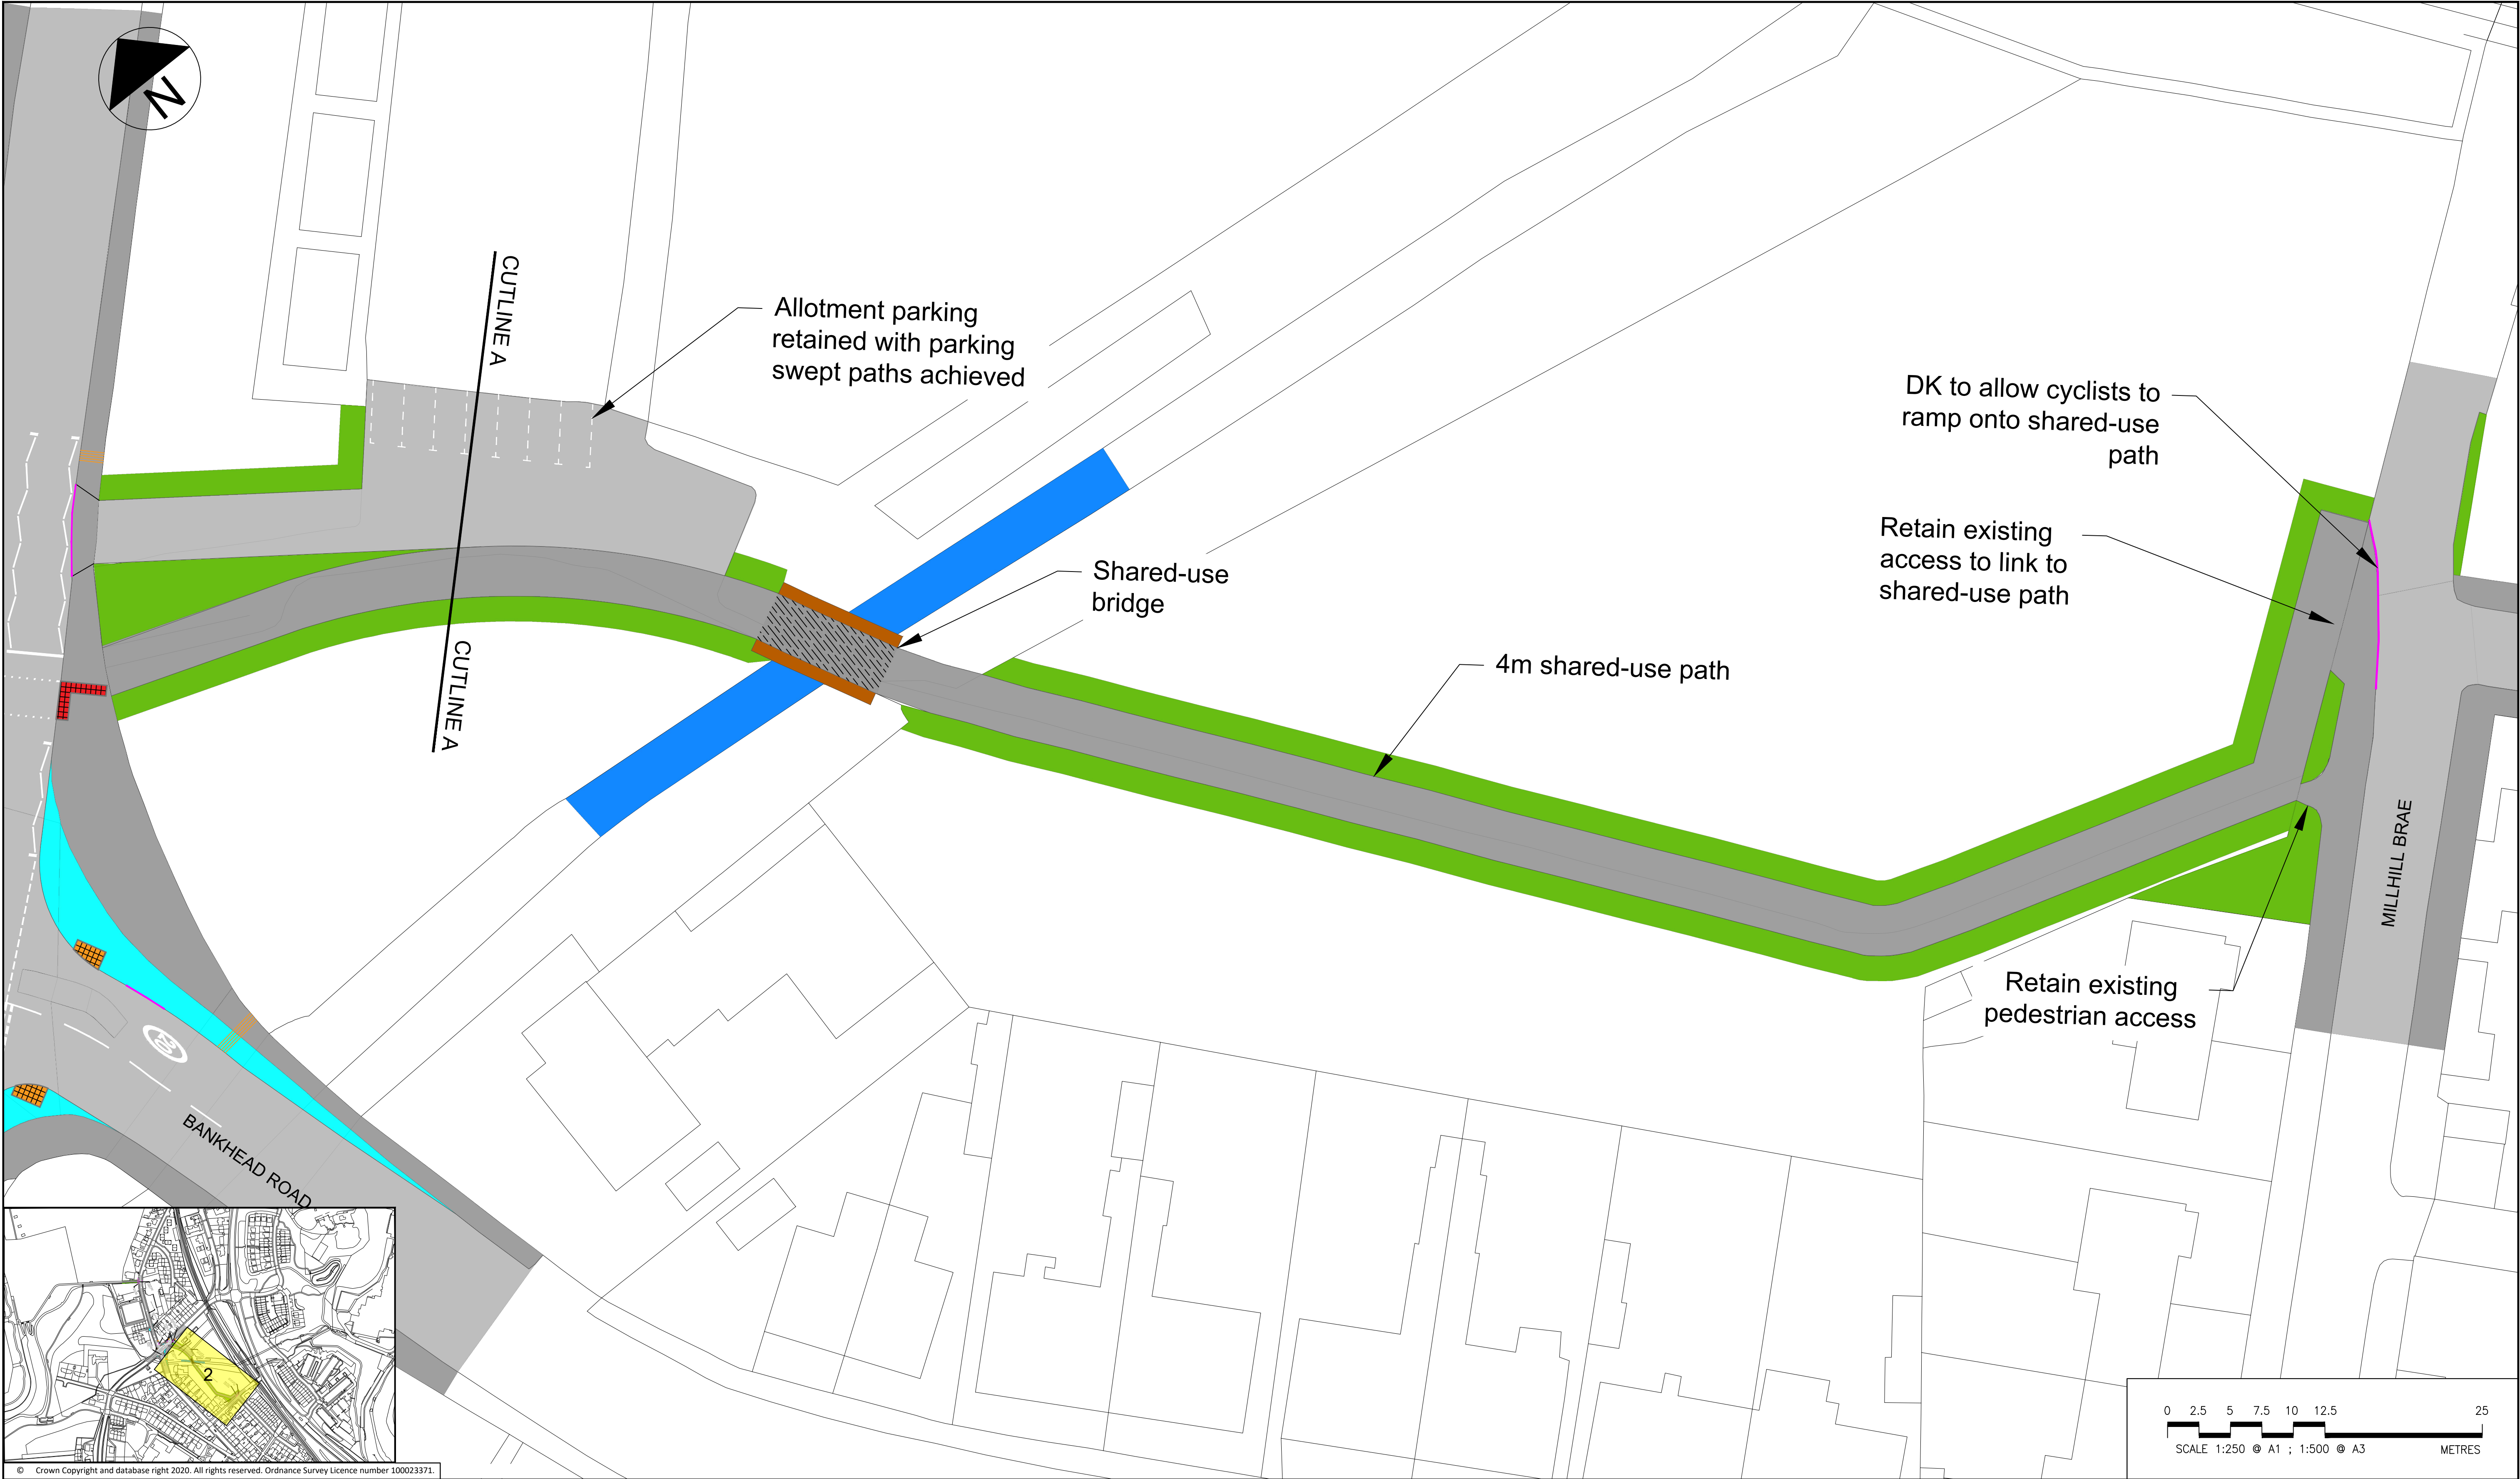 N
CUTLINE A
CUTLINE A
Allotment parking
retained with parking
swept paths achieved
Shared-use
bridge
4m shared-use path
DK to allow cyclists to
ramp onto shared-use
path
Retain existing
access to link to
shared-use path
Retain existing
pedestrian access
MILLHILL BRAE
20
BANKHEAD ROAD
2
0 2.5 5 7.5 10 12.5 25
SCALE 1:250 @ A1 ; 1:500 @ A3 METRES
© Crown Copyright and database right 2020. All rights reserved. Ordnance Survey Licence number 100023371.